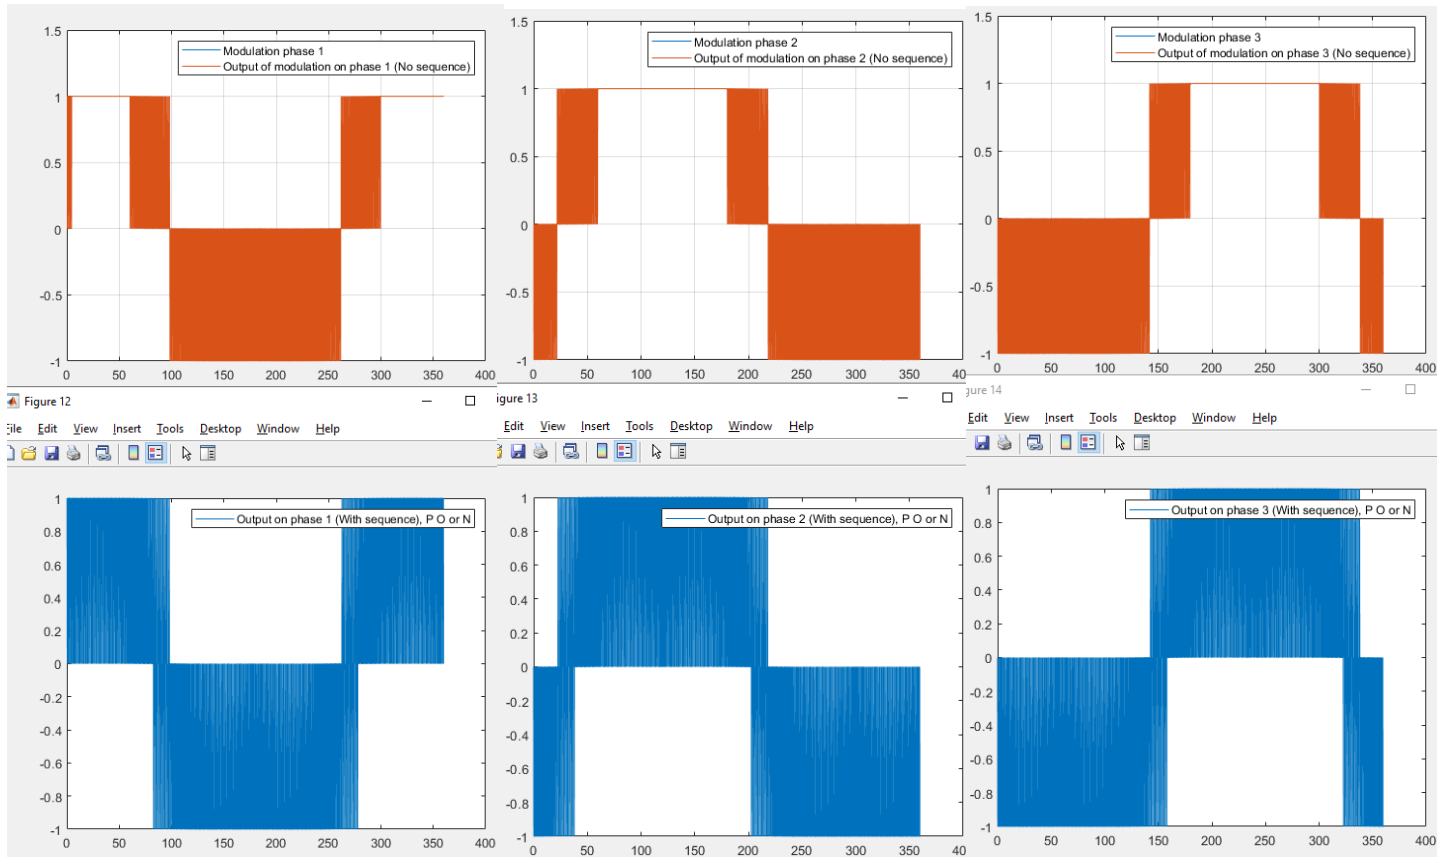 1.5
1
0.5
0
-0.5
-1
0 50 100 150 200 250 300 350 400
Modulation phase 1
Output of modulation on phase 1 (No sequence)
1.5
1
0.5
0
-0.5
-1
0 50 100 150 200 250 300 350 400
Modulation phase 2
Output of modulation on phase 2 (No sequence)
1.5
1
0.5
0
-0.5
-1
0 50 100 150 200 250 300 350 400
Modulation phase 3
Output of modulation on phase 3 (No sequence)
Figure 12
File Edit View Insert Tools Desktop Window Help
1
0.8
0.6
0.4
0.2
0
-0.2
-0.4
-0.6
-0.8
-1
0 50 100 150 200 250 300 350 400
Output on phase 1 (With sequence), P O or N
igure 13
Edit View Insert Tools Desktop Window Help
1
0.8
0.6
0.4
0.2
0
-0.2
-0.4
-0.6
-0.8
-1
0 50 100 150 200 250 300 350 40
Output on phase 2 (With sequence), P O or N
gure 14
Edit View Insert Tools Desktop Window Help
1
0.8
0.6
0.4
0.2
0
-0.2
-0.4
-0.6
-0.8
-1
0 50 100 150 200 250 300 350 400
Output on phase 3 (With sequence), P O or N